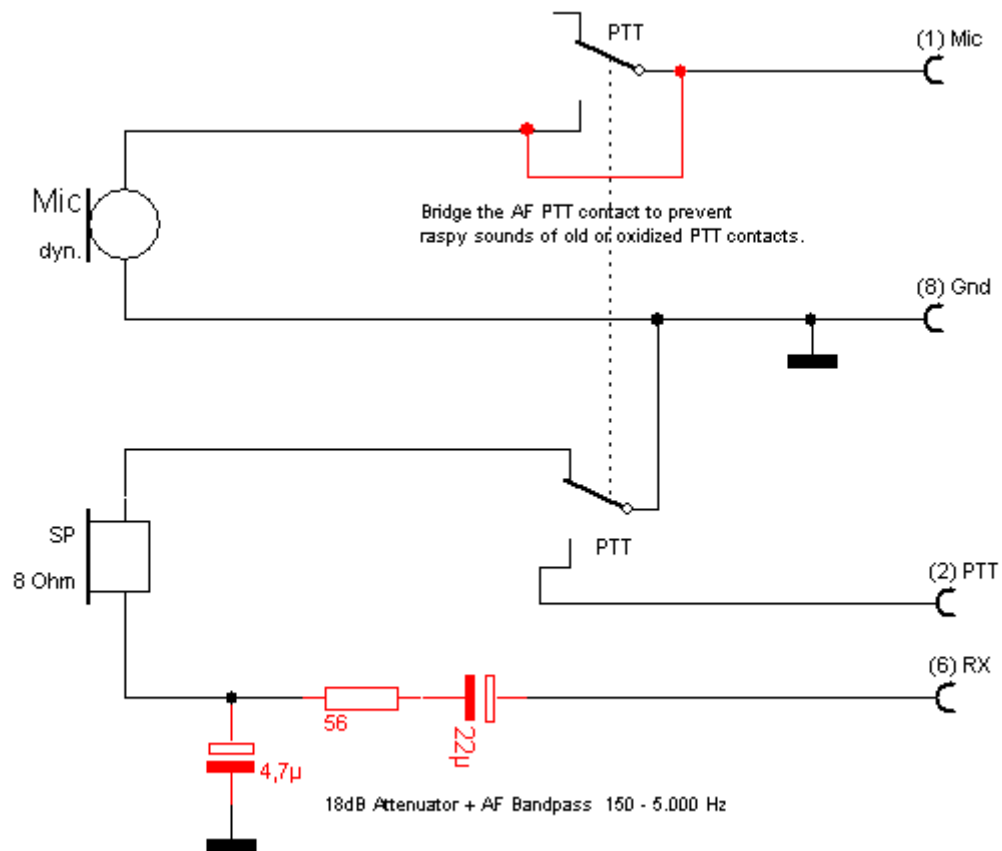 PTT
(1) Mic
Mic
dyn.
Bridge the AF PTT contact to prevent
raspy sounds of old or oxidized PTT contacts.
(8) Gnd
SP
8 Ohm
PTT
(2) PTT
(6) RX
56
22µ
4,7µ
18dB Attenuator + AF Bandpass 150 - 5.000 Hz